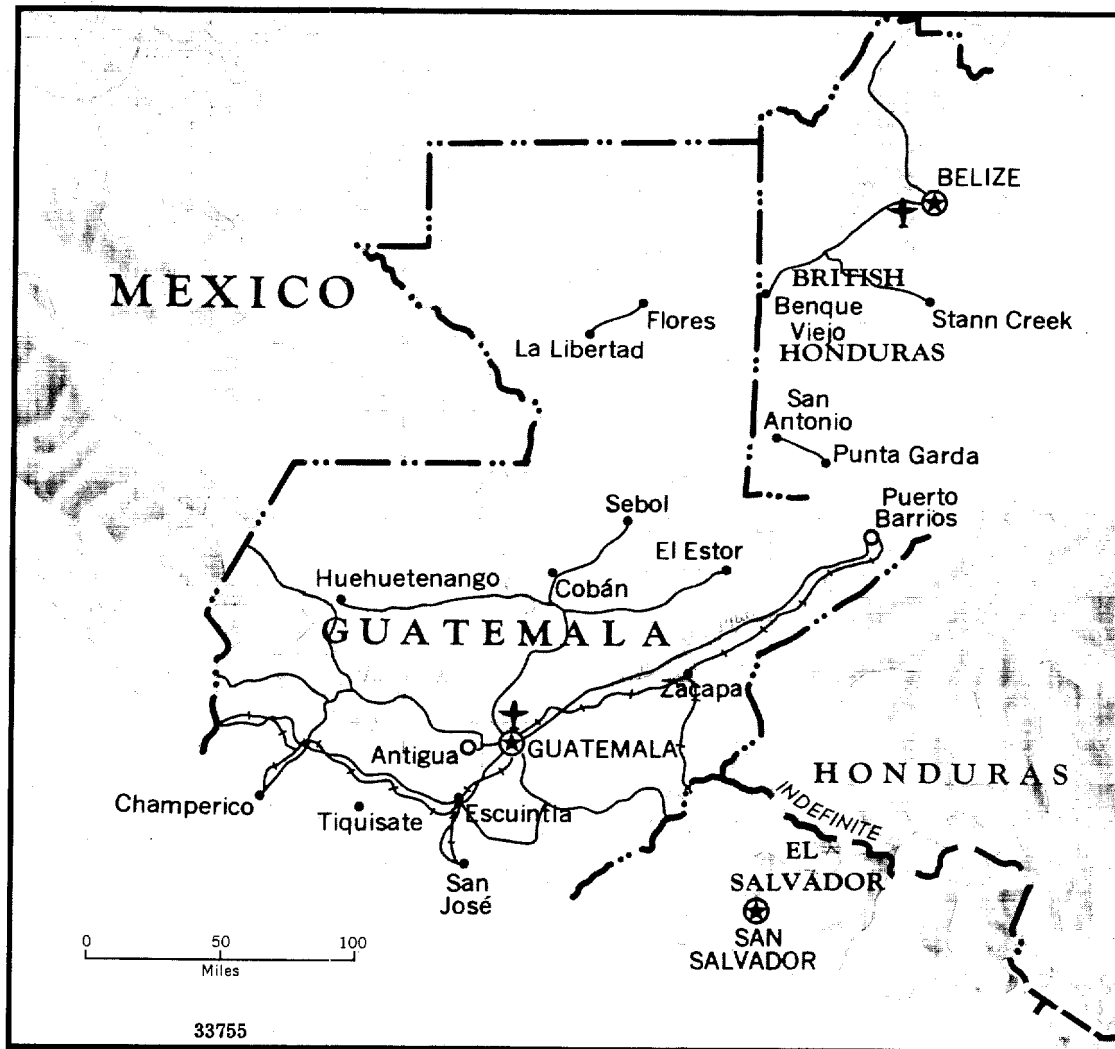 BELIZE
MEXICO
BRITISH
Benque
Viejo
Stann Creek
HONDURAS
Flores
La Libertad
San
Antonio
Punta Garda
Puerto
Barrios
Sebol
El Estor
Cobán
Huehuetenango
GUATEMALA
Zacapa
Antigua
GUATEMALA
HONDURAS
Champerico
Tiquisate
Escuintla
INDEFINITE
EL
SALVADOR
San
José
SAN
SALVADOR
0 50 100
Miles
33755